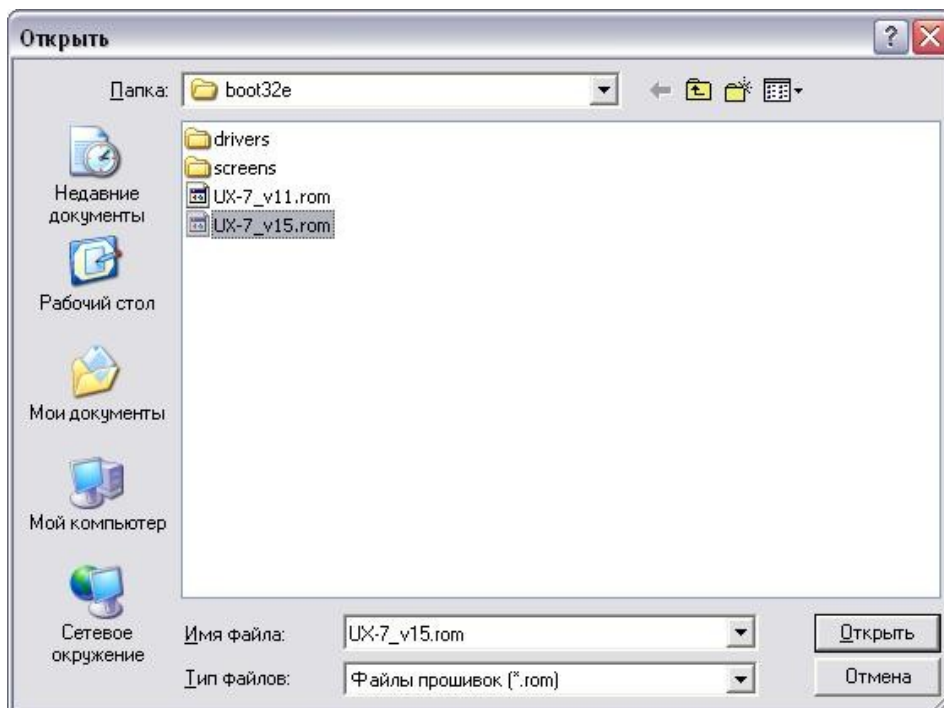 Открыть
Папка: boot32e
drivers
screens
UX-7_v11.rom
UX-7_v15.rom
Недавние
документы
Рабочий стол
Мои документы
Мой компьютер
Сетевое
окружение
Имя файла: UX-7_v15.rom Открыть
Тип файлов: Файлы прошивок (*.rom) Отмена